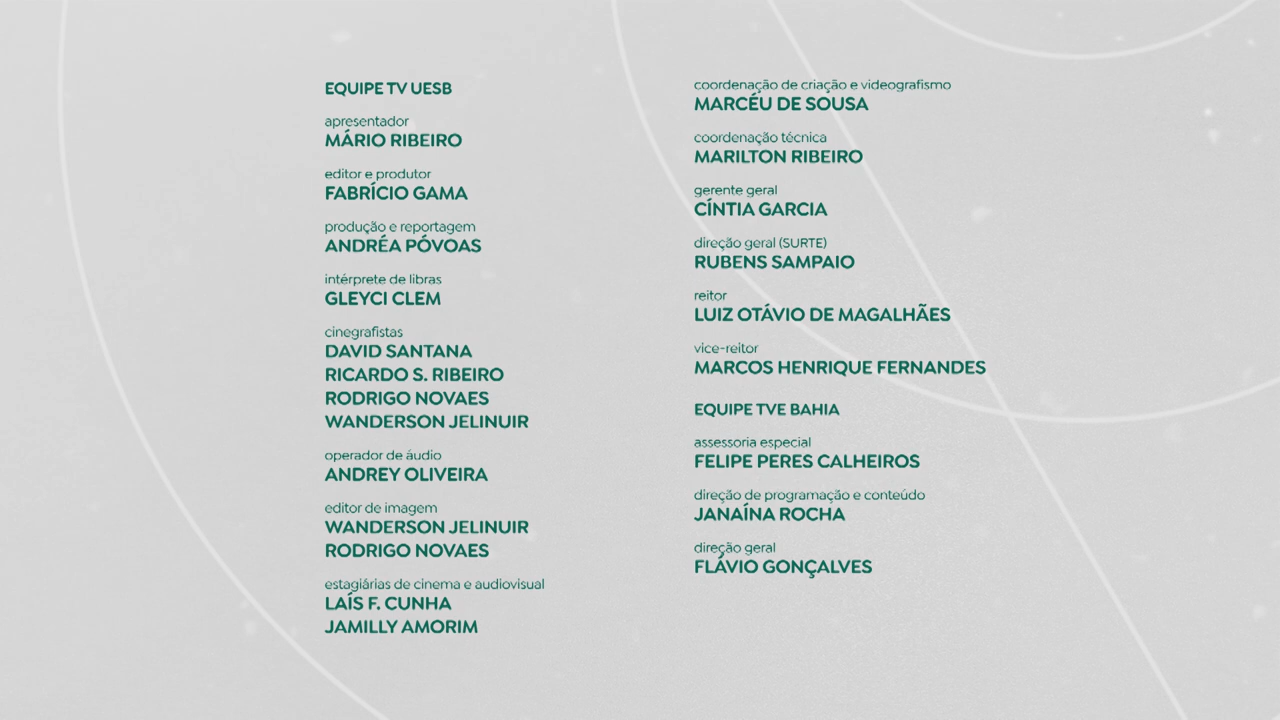 EQUIPE TV UESB
apresentador
MÁRIO RIBEIRO
editor e produtor
FABRÍCIO GAMA
produção e reportagem
ANDRÉA PÓVOAS
intérprete de libras
GLEYCI CLEM
cinegrafistas
DAVID SANTANA
RICARDO S. RIBEIRO
RODRIGO NOVAES
WANDERSON JELINUIR
operador de áudio
ANDREY OLIVEIRA
editor de imagem
WANDERSON JELINUIR
RODRIGO NOVAES
estagiárias de cinema e audiovisual
LAÍS F. CUNHA
JAMILLY AMORIM
coordenação de criação e videografismo
MARCÉU DE SOUSA
coordenação técnica
MARILTON RIBEIRO
gerente geral
CÍNTIA GARCIA
direção geral (SURTE)
RUBENS SAMPAIO
reitor
LUIZ OTÁVIO DE MAGALHÃES
vice-reitor
MARCOS HENRIQUE FERNANDES
EQUIPE TVE BAHIA
assessoria especial
FELIPE PERES CALHEIROS
direção de programação e conteúdo
JANAÍNA ROCHA
direção geral
FLÁVIO GONÇALVES